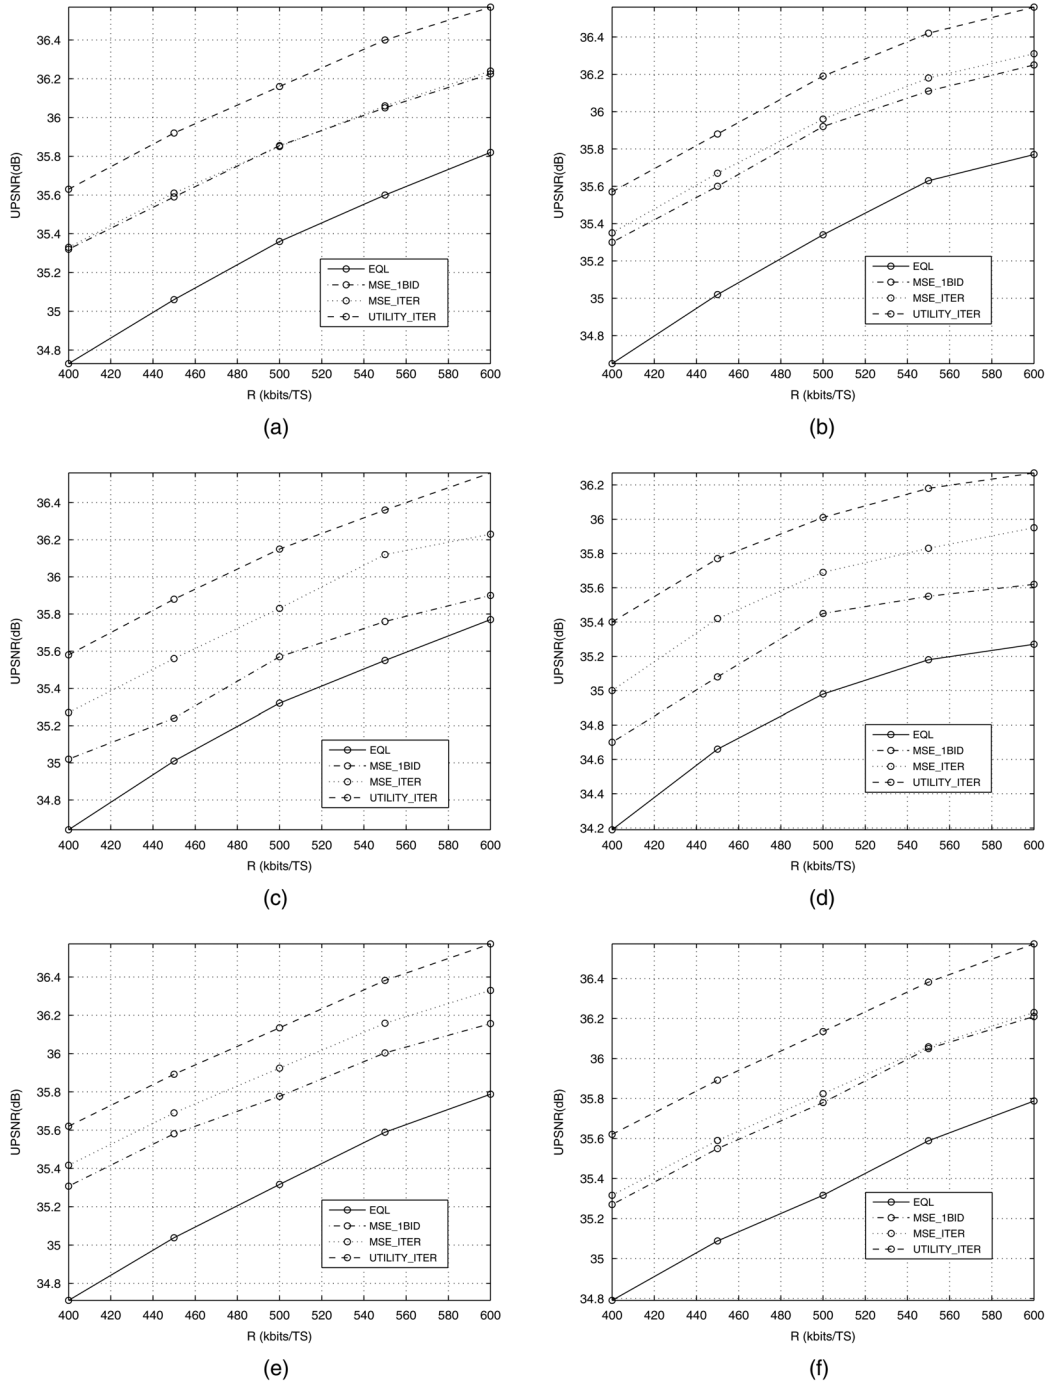 36.4
36.2
36
35.8
35.6
35.4
35.2
35
34.8
UPSNR(dB)
400 420 440 460 480 500 520 540 560 580 600
R (kbits/TS)
EQL
MSE_1BID
MSE_ITER
UTILITY_ITER
(a)
36.4
36.2
36
35.8
35.6
35.4
35.2
35
34.8
UPSNR(dB)
400 420 440 460 480 500 520 540 560 580 600
R (kbits/TS)
EQL
MSE_1BID
MSE_ITER
UTILITY_ITER
(b)
36.4
36.2
36
35.8
35.6
35.4
35.2
35
34.8
UPSNR(dB)
400 420 440 460 480 500 520 540 560 580 600
R (kbits/TS)
EQL
MSE_1BID
MSE_ITER
UTILITY_ITER
(c)
36.2
36
35.8
35.6
35.4
35.2
35
34.8
34.6
34.4
34.2
UPSNR(dB)
400 420 440 460 480 500 520 540 560 580 600
R (kbits/TS)
EQL
MSE_1BID
MSE_ITER
UTILITY_ITER
(d)
36.4
36.2
36
35.8
35.6
35.4
35.2
35
34.8
UPSNR(dB)
400 420 440 460 480 500 520 540 560 580 600
R (kbits/TS)
EQL
MSE_1BID
MSE_ITER
UTILITY_ITER
(e)
36.4
36.2
36
35.8
35.6
35.4
35.2
35
34.8
UPSNR(dB)
400 420 440 460 480 500 520 540 560 580 600
R (kbits/TS)
EQL
MSE_1BID
MSE_ITER
UTILITY_ITER
(f)